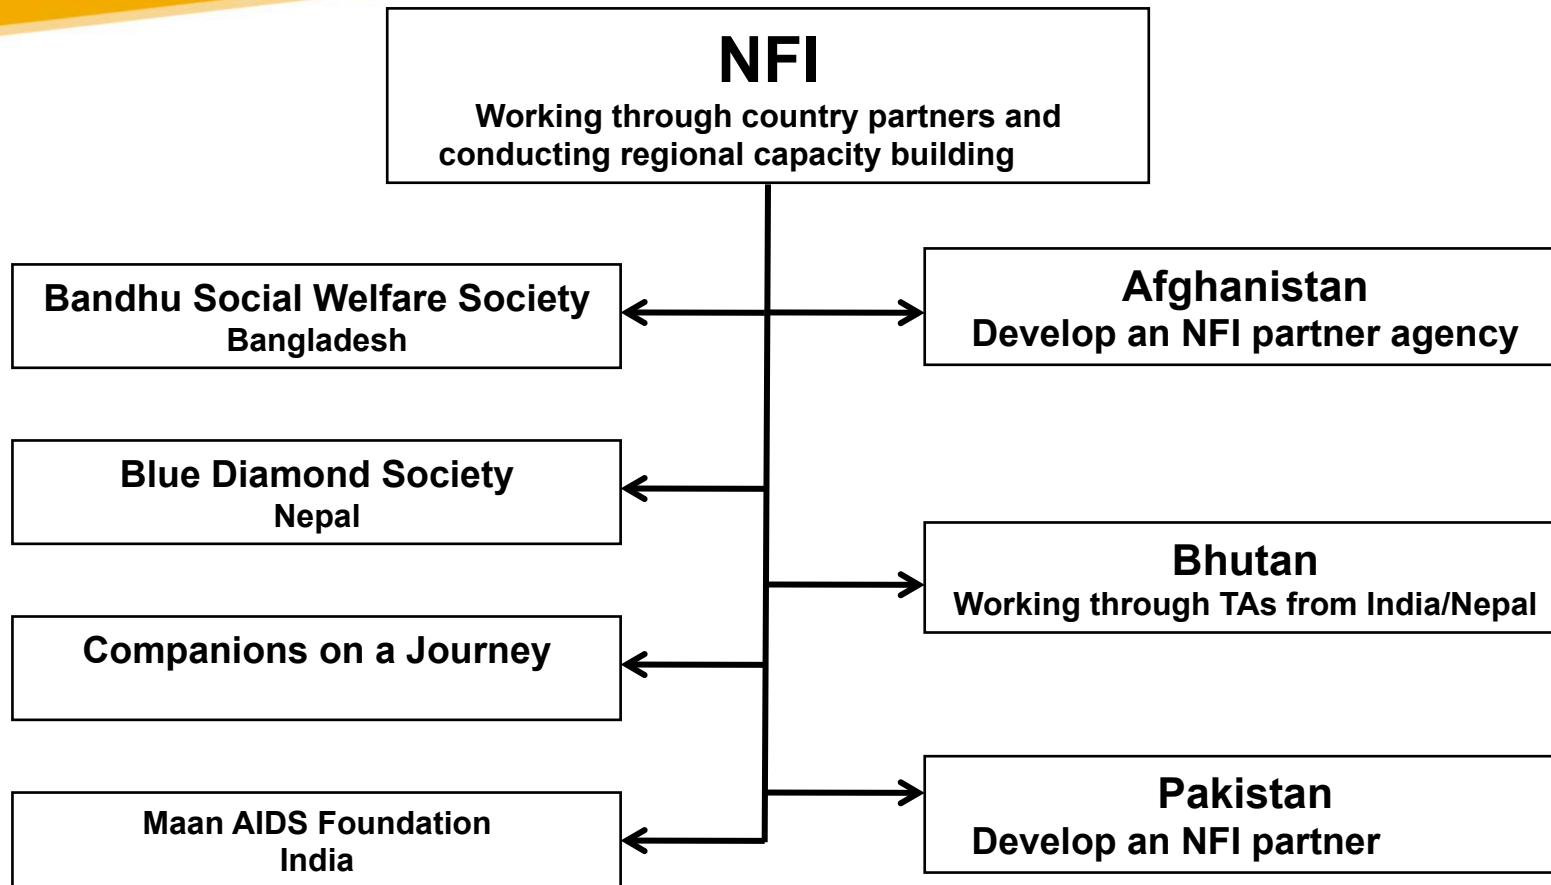 NFI
Working through country partners and
conducting regional capacity building
Bandhu Social Welfare Society
Bangladesh
Afghanistan
Develop an NFI partner agency
Blue Diamond Society
Nepal
Bhutan
Working through TAs from India/Nepal
Companions on a Journey
Pakistan
Develop an NFI partner
Maan AIDS Foundation
India